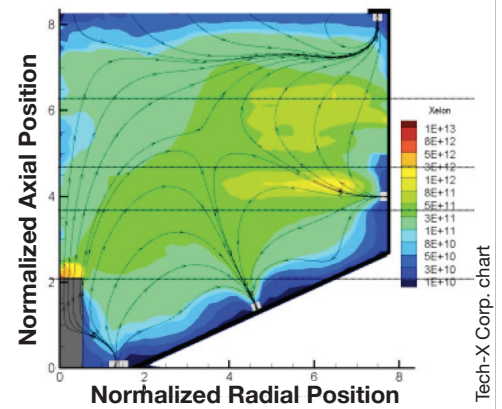 8
6
4
2
0
0
2
4
6
8
Normalized Axial Position
Normalized Radial Position
Xelon
1E+13
8E+12
5E+12
3E+12
1E+12
8E+11
5E+11
3E+11
1E+11
8E+10
5E+10
3E+10
1E+10
Tech-X Corp. chart